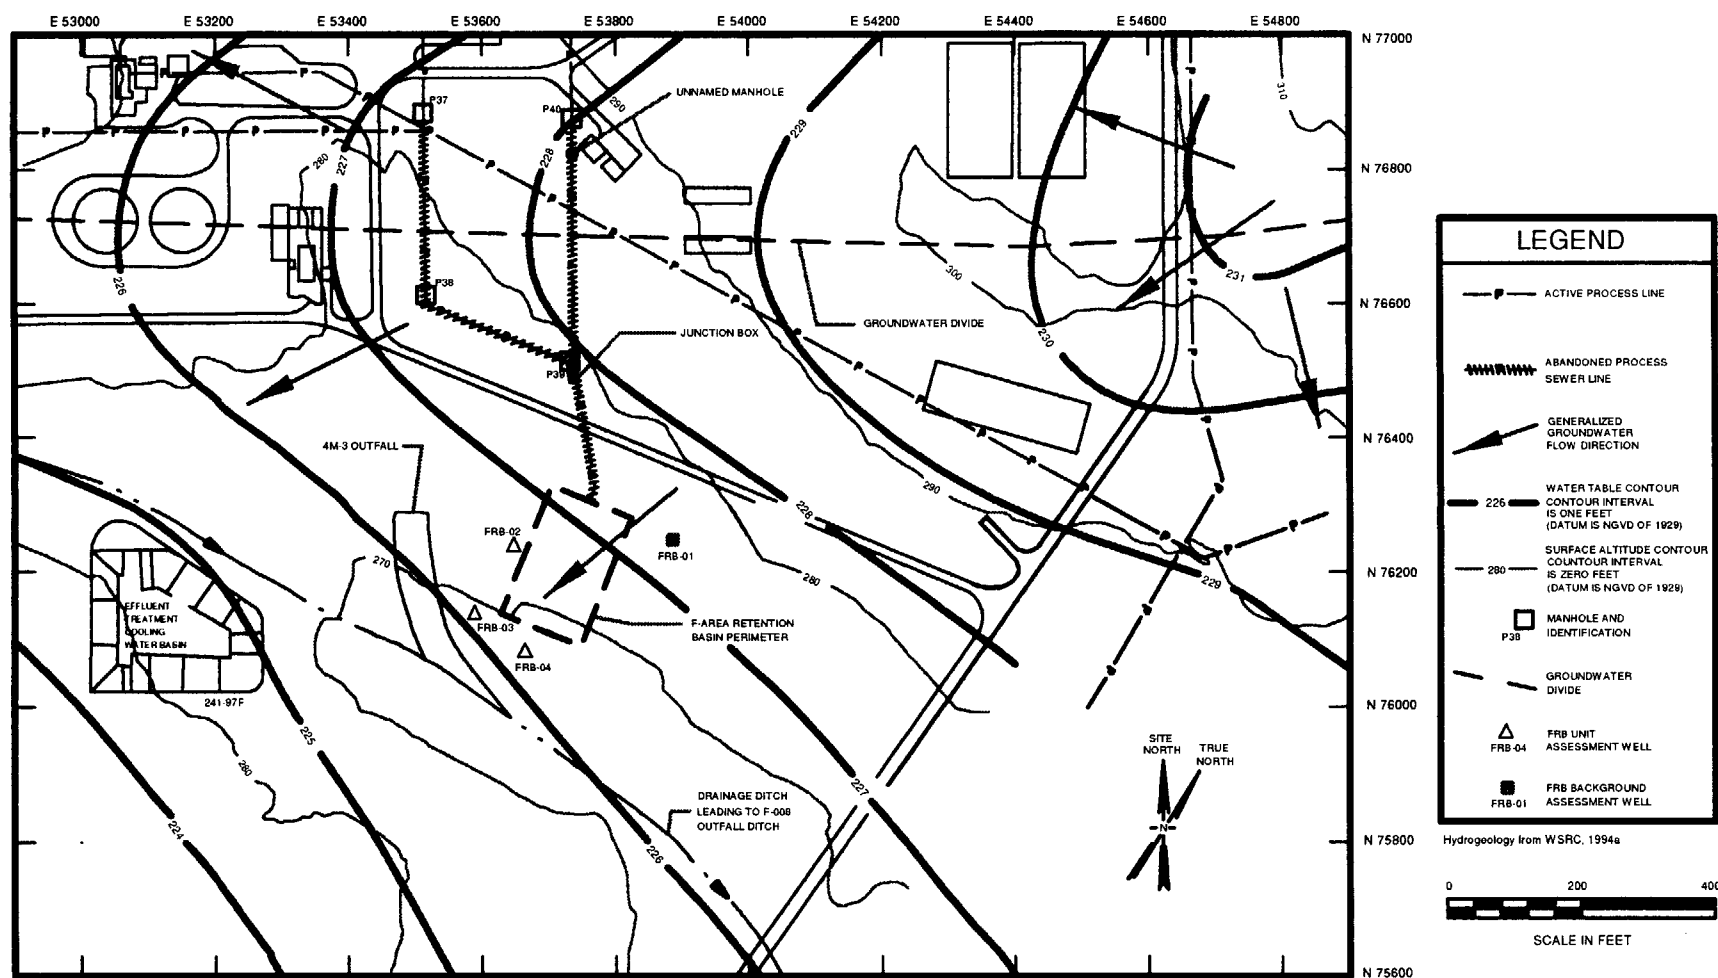 E 53000 E 53200 E 53400 E 53600 E 53800 E 54000 E 54200 E 54400 E 54600 E 54800
N 77000
N 76800
N 76600
N 76400
N 76200
N 76000
N 75800
N 75600
P37
P40
290
UNNAMED MANHOLE
229
310
280
227
228
226
P38
300
231
JUNCTION BOX
GROUNDWATER DIVIDE
230
P39
4M-3 OUTFALL
290
228
FRB-02
FRB-01
270
280
229
EFFLUENT
TREATMENT
COOLING
WATER BASIN
FRB-03
F-AREA RETENTION
BASIN PERIMETER
FRB-04
241-97F
225
280
227
224
226
DRAINAGE DITCH
LEADING TO F-008
OUTFALL DITCH
SITE
NORTH
TRUE
NORTH
N
LEGEND
P
ACTIVE PROCESS LINE
ABANDONED PROCESS
SEWER LINE
GENERALIZED
GROUNDWATER
FLOW DIRECTION
226
WATER TABLE CONTOUR
CONTOUR INTERVAL
IS ONE FEET
(DATUM IS NGVD OF 1929)
280
SURFACE ALTITUDE CONTOUR
COUNTOUR INTERVAL
IS ZERO FEET
(DATUM IS NGVD OF 1929)
P38
MANHOLE AND
IDENTIFICATION
GROUNDWATER
DIVIDE
FRB-04
FRB UNIT
ASSESSMENT WELL
FRB-01
FRB BACKGROUND
ASSESSMENT WELL
Hydrogeology from WSRC, 1994a
0 200 400
SCALE IN FEET